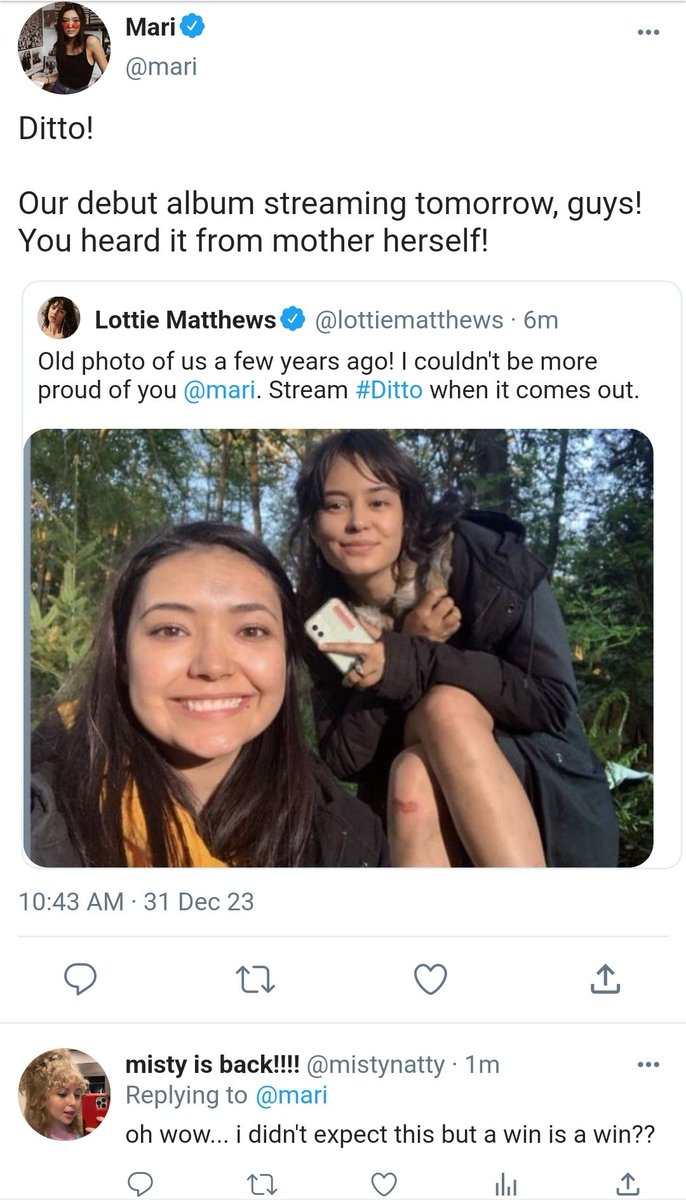 Mari
@mari
Ditto!
Our debut album streaming tomorrow, guys!
You heard it from mother herself!
Lottie Matthews @lottiematthews · 6m
Old photo of us a few years ago! I couldn't be more
proud of you @mari. Stream #Ditto when it comes out.
10:43 AM · 31 Dec 23
misty is back!!!! @mistynatty · 1m
Replying to @mari
oh wow... i didn't expect this but a win is a win??